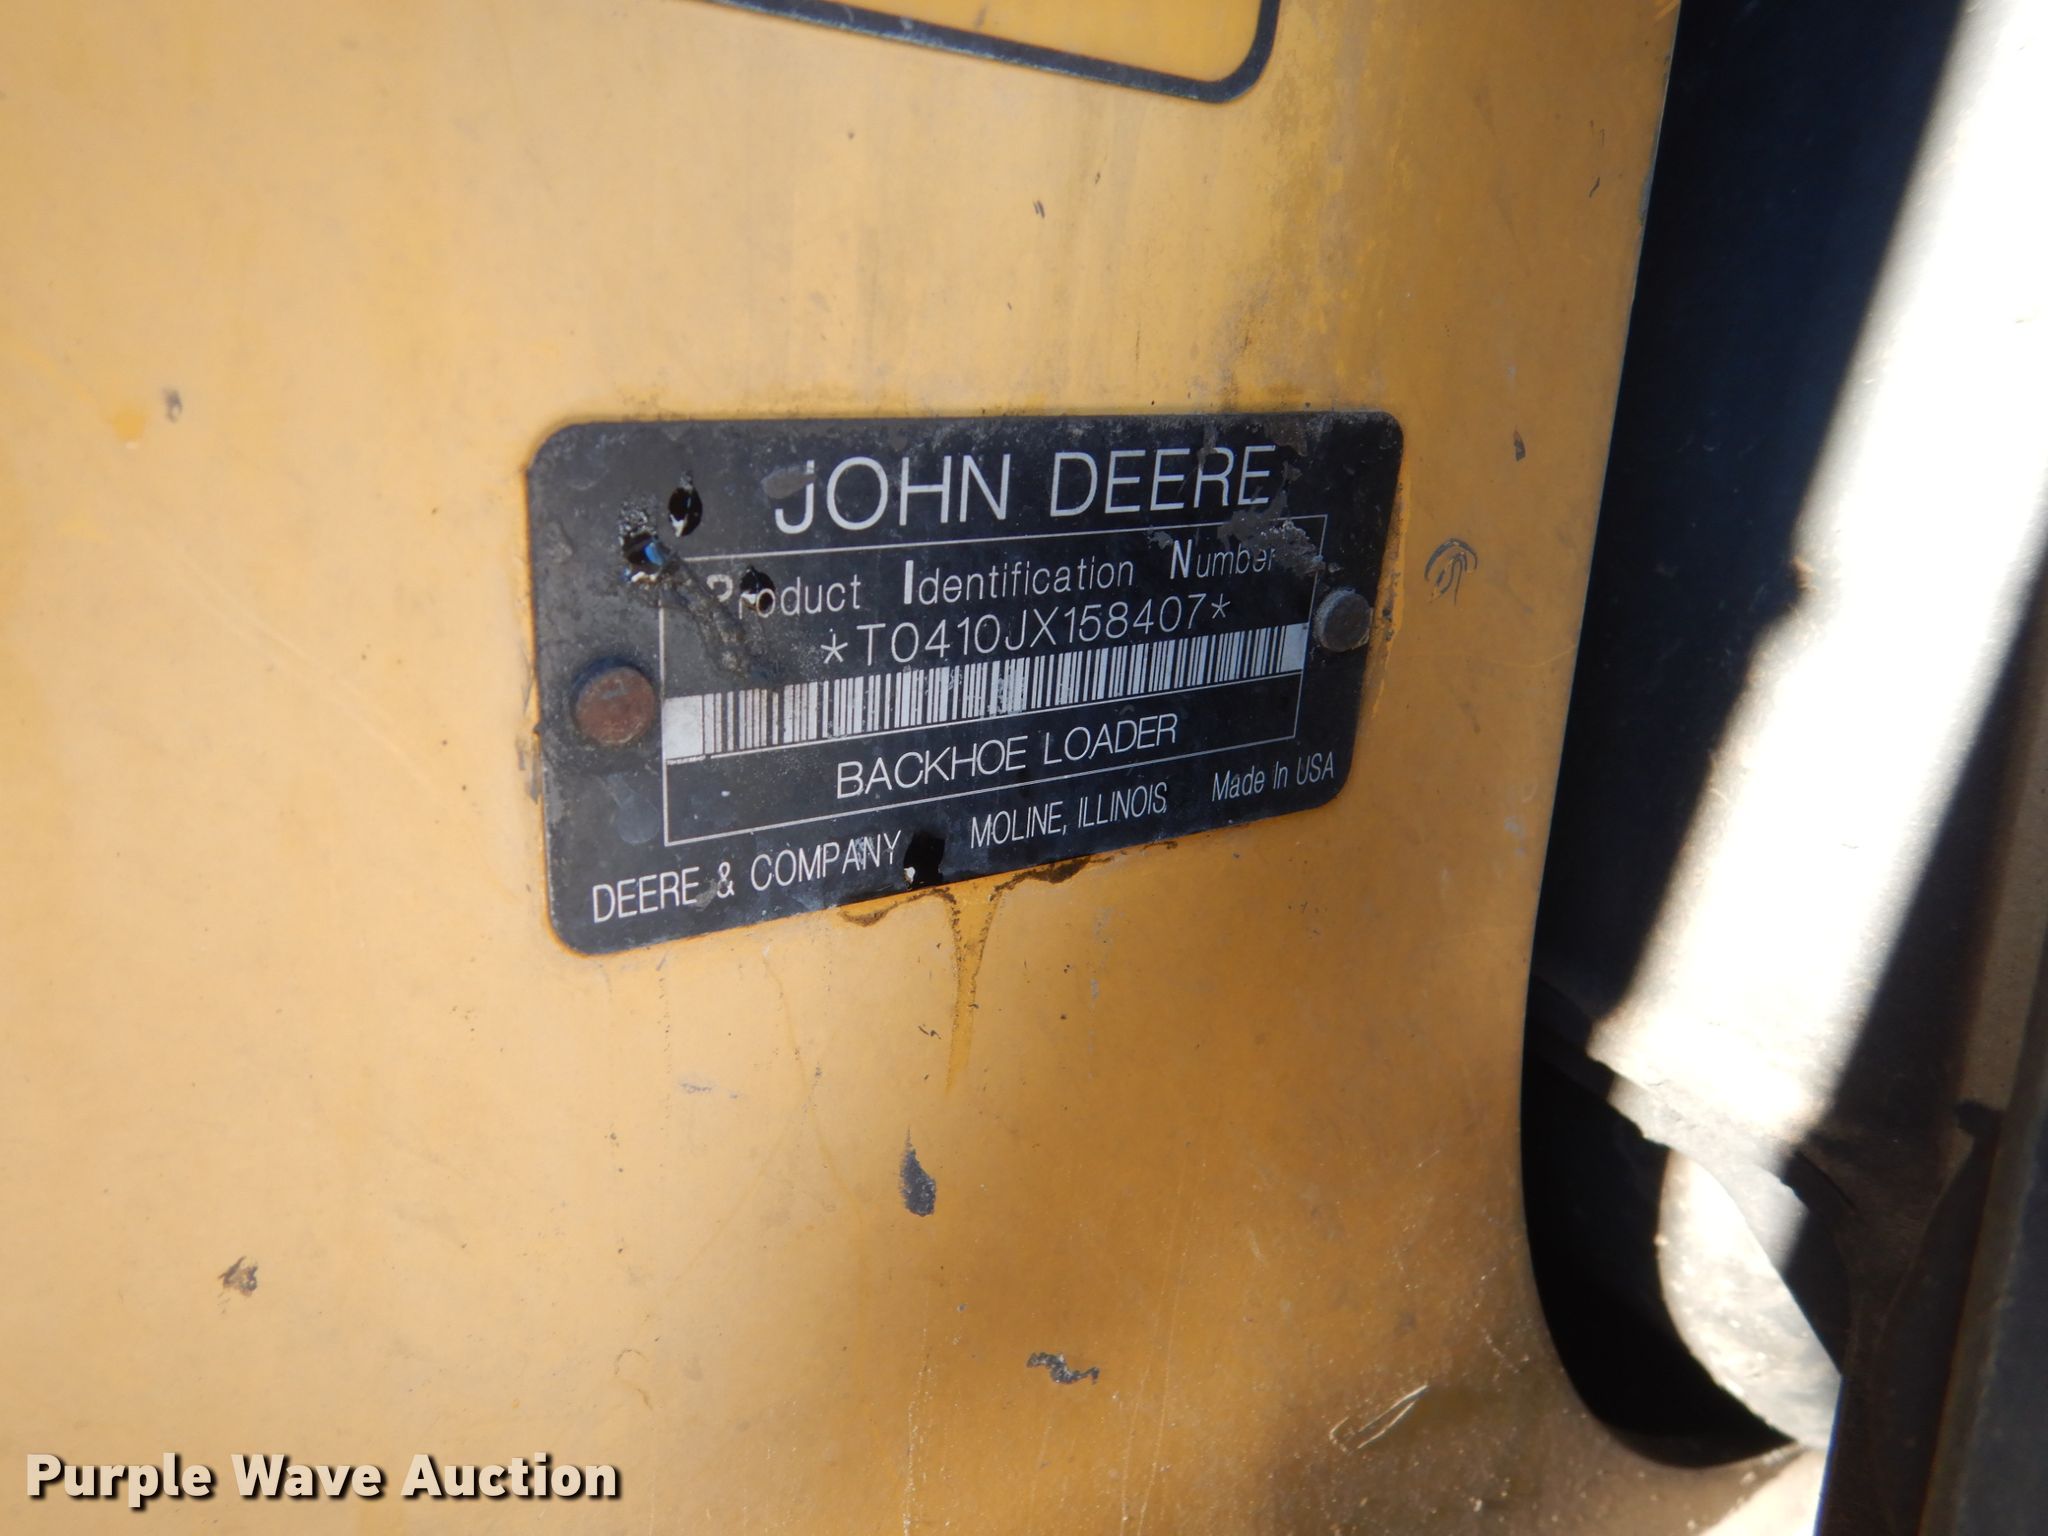 JOHN DEERE
Product Identification Number
*T0410JX158407*
BACKHOE LOADER
DEERE & COMPANY MOLINE, ILLINOIS Made In USA
Purple Wave Auction